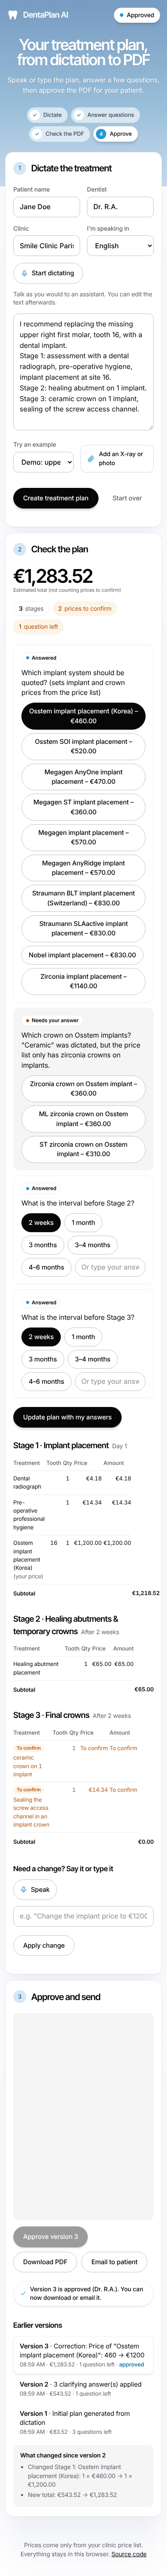 DentaPlan AI
Approved
Your treatment plan,
from dictation to PDF
Speak or type the plan, answer a few questions,
then approve the PDF for your patient.
Dictate
Answer questions
Check the PDF
4 Approve
1 Dictate the treatment
Patient name
Dentist
Jane Doe
Dr. R.A.
Clinic
I'm speaking in
Smile Clinic Paris
English
Start dictating
Talk as you would to an assistant. You can edit the
text afterwards.
I recommend replacing the missing
upper right first molar, tooth 16, with a
dental implant.
Stage 1: assessment with a dental
radiograph, pre-operative hygiene,
implant placement at site 16.
Stage 2: healing abutment on 1 implant.
Stage 3: ceramic crown on 1 implant,
sealing of the screw access channel.
Try an example
Demo: uppe
Add an X-ray or
photo
Create treatment plan
Start over
2 Check the plan
€1,283.52
Estimated total (not counting prices to confirm)
3 stages
2 prices to confirm
1 question left
Answered
Which implant system should be
quoted? (sets implant and crown
prices from the price list)
Osstem implant placement (Korea) –
€460.00
Osstem SOI implant placement –
€520.00
Megagen AnyOne implant
placement – €470.00
Megagen ST implant placement –
€360.00
Megagen implant placement –
€570.00
Megagen AnyRidge implant
placement – €570.00
Straumann BLT implant placement
(Switzerland) – €830.00
Straumann SLAactive implant
placement – €830.00
Nobel implant placement – €830.00
Zirconia implant placement –
€1140.00
Needs your answer
Which crown on Osstem implants?
"Ceramic" was dictated, but the price
list only has zirconia crowns on
implants.
Zirconia crown on Osstem implant –
€360.00
ML zirconia crown on Osstem
implant – €360.00
ST zirconia crown on Osstem
implant – €310.00
Answered
What is the interval before Stage 2?
2 weeks
1 month
3 months
3–4 months
4–6 months
Or type your answ
Answered
What is the interval before Stage 3?
2 weeks
1 month
3 months
3–4 months
4–6 months
Or type your answ
Update plan with my answers
Stage 1 · Implant placement Day 1
Treatment Tooth Qty Price Amount
Dental
radiograph
1 €4.18 €4.18
Pre-
operative
professional
hygiene
1 €14.34 €14.34
Osstem
implant
placement
(Korea)
(your price)
16 1 €1,200.00 €1,200.00
Subtotal €1,218.52
Stage 2 · Healing abutments &
temporary crowns After 2 weeks
Treatment Tooth Qty Price Amount
Healing abutment
placement
1 €65.00 €65.00
Subtotal €65.00
Stage 3 · Final crowns After 2 weeks
Treatment Tooth Qty Price Amount
To confirm
ceramic
crown on 1
implant
1 To confirm To confirm
To confirm
Sealing the
screw access
channel in an
implant crown
1 €14.34 To confirm
Subtotal €0.00
Need a change? Say it or type it
Speak
e.g. "Change the implant price to €1200
Apply change
3 Approve and send
Approve version 3
Download PDF
Email to patient
Version 3 is approved (Dr. R.A.). You can
now download or email it.
Earlier versions
Version 3 · Correction: Price of "Osstem
implant placement (Korea)": 460 → €1200
08:59 AM · €1,283.52 · 1 question left · approved
Version 2 · 3 clarifying answer(s) applied
08:59 AM · €543.52 · 1 question left
Version 1 · Initial plan generated from
dictation
08:59 AM · €83.52 · 3 questions left
What changed since version 2
Changed Stage 1: Osstem implant
placement (Korea): 1 × €460.00 → 1 ×
€1,200.00
New total: €543.52 → €1,283.52
Prices come only from your clinic price list.
Everything stays in this browser. Source code